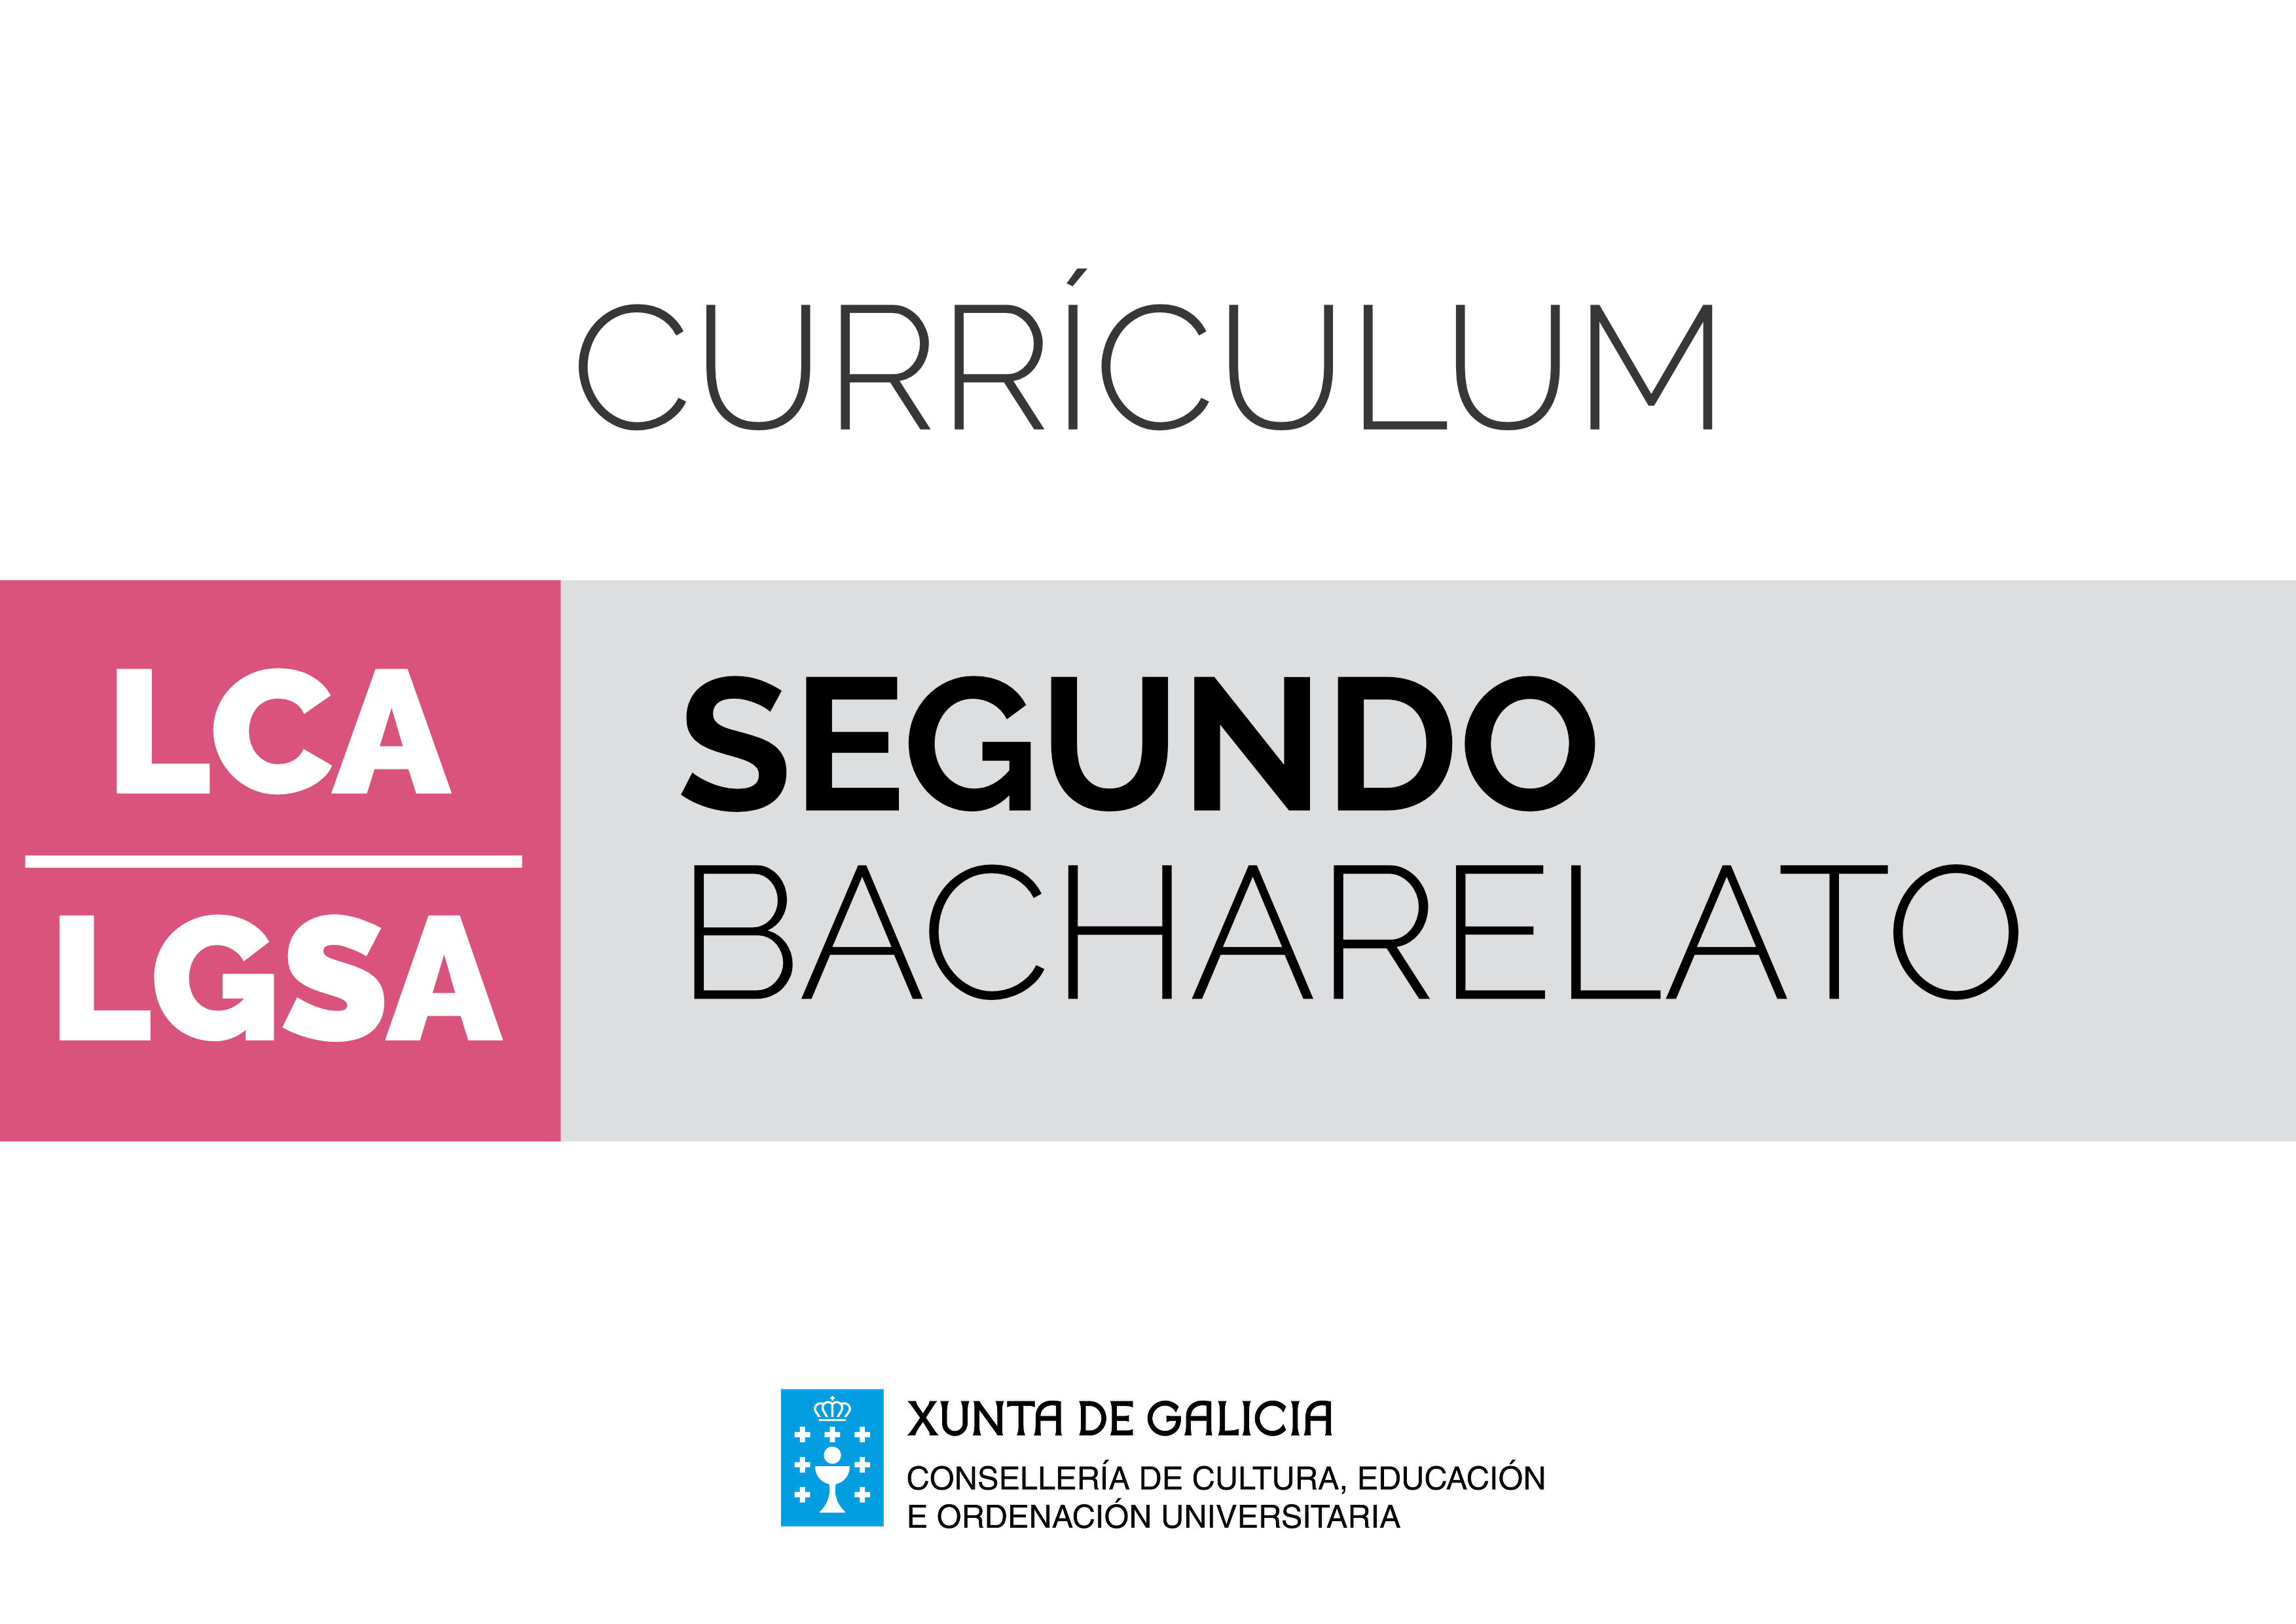 CURRÍCULUM
LCA
LGSA
SEGUNDO
BACHARELATO
XUNTA DE GALICIA
CONSELLERÍA DE CULTURA, EDUCACIÓN
E ORDENACIÓN UNIVERSITARIA